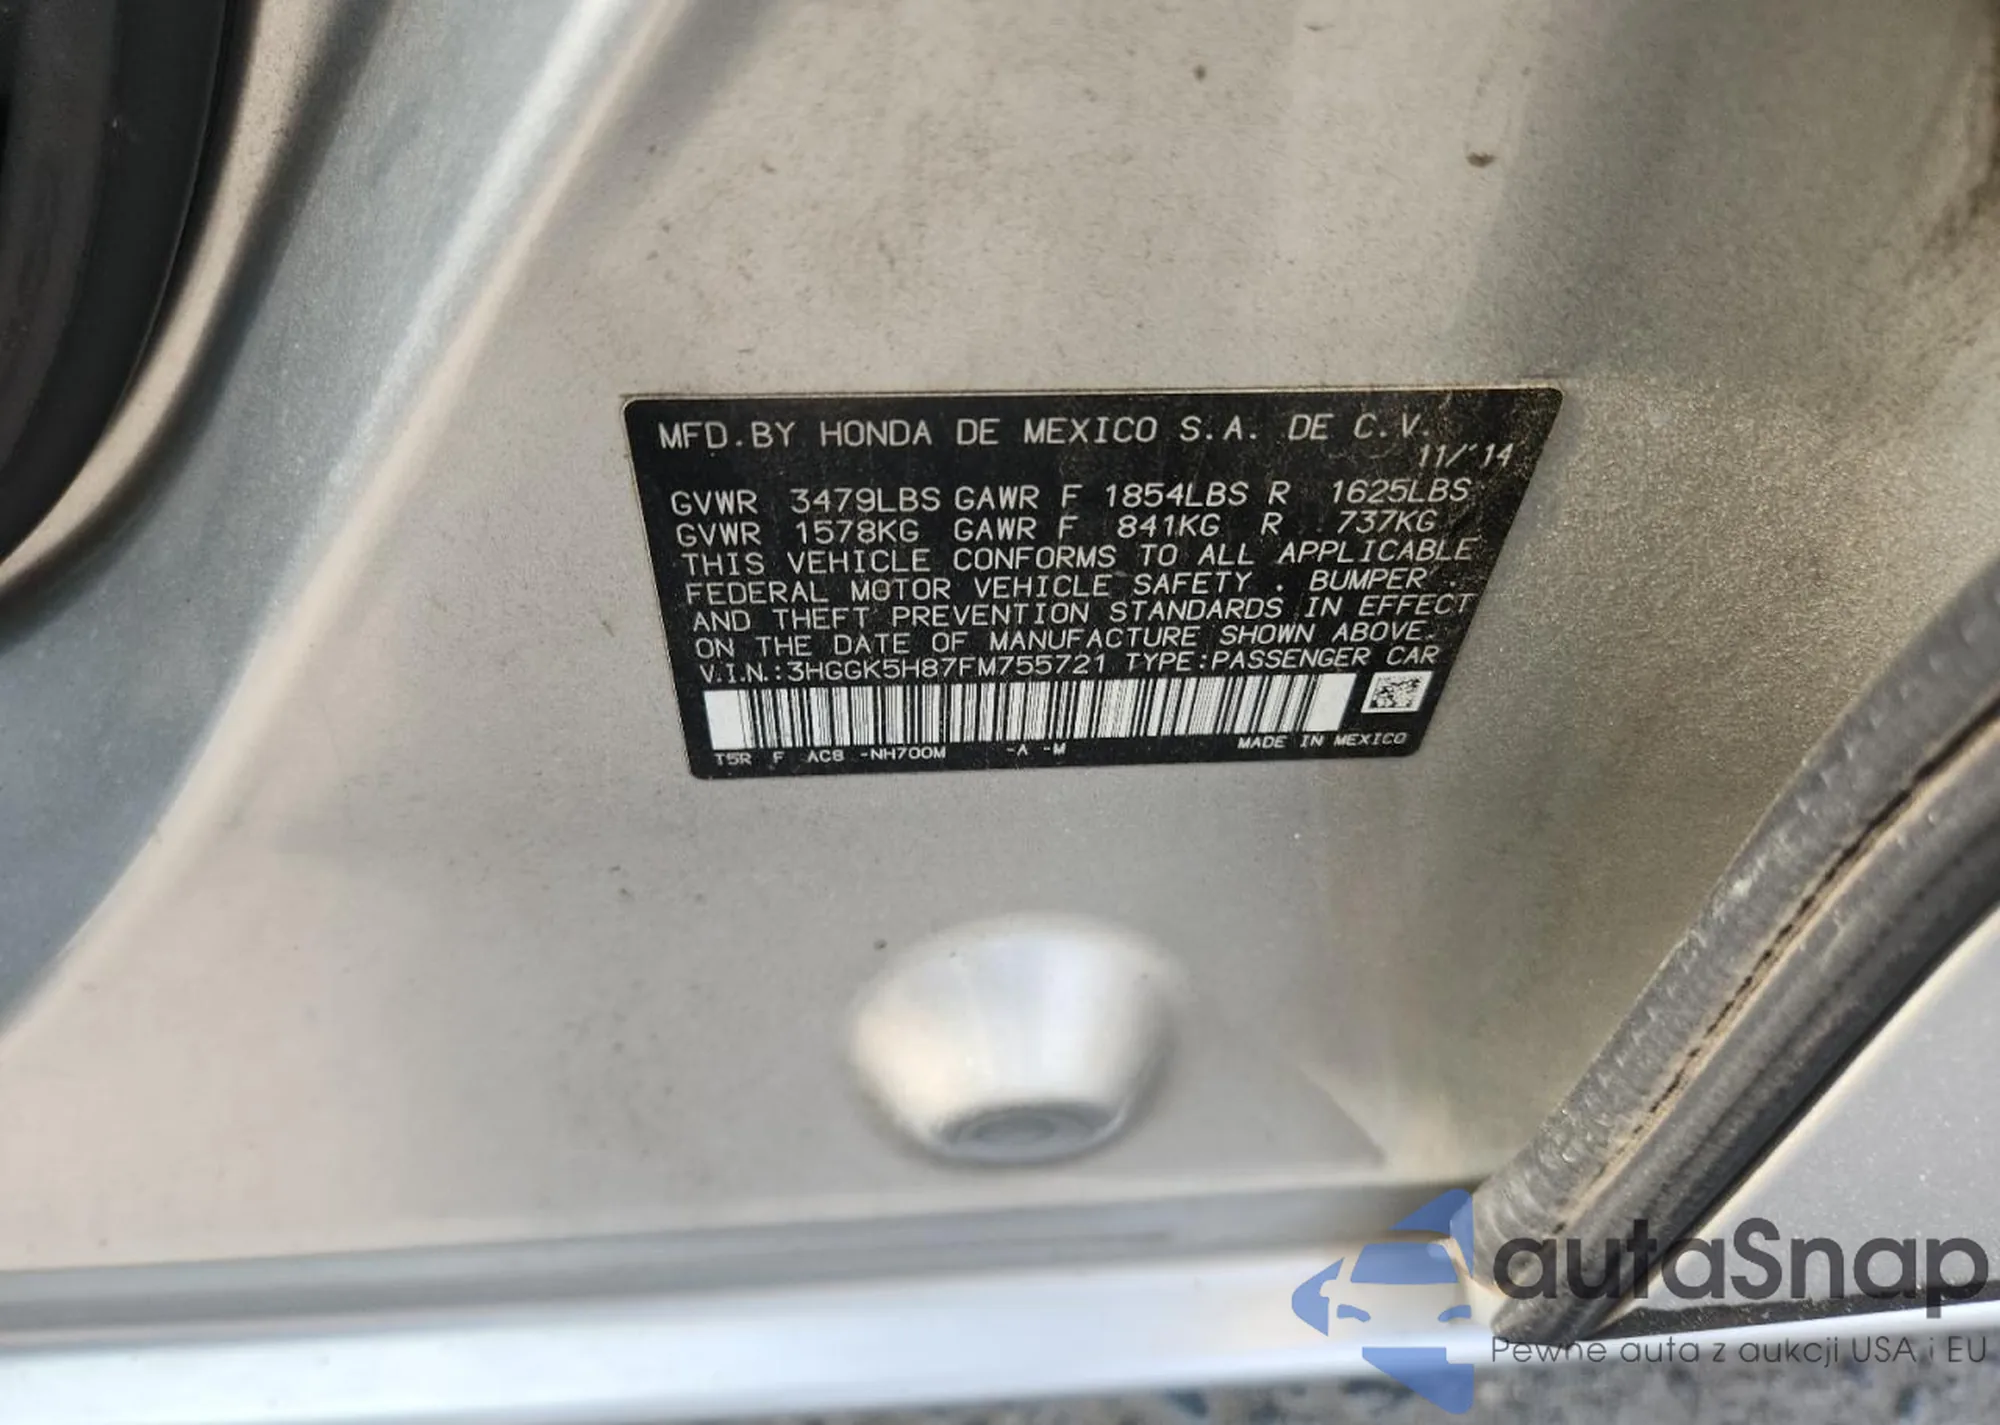 MFD.BY HONDA DE MEXICO S.A. DE C.V.
11/'14
GVWR 3479LBS GAWR F 1854LBS R 1625LBS
GVWR 1578KG GAWR F 841KG R 737KG
THIS VEHICLE CONFORMS TO ALL APPLICABLE
FEDERAL MOTOR VEHICLE SAFETY , BUMPER ,
AND THEFT PREVENTION STANDARDS IN EFFECT
ON THE DATE OF MANUFACTURE SHOWN ABOVE.
V.I.N.:3HGGK5H87FM755721 TYPE:PASSENGER CAR
T5R F AC8 -NH700M -A -M MADE IN MEXICO
autaSnap
Pewne auta z aukcji USA i EU